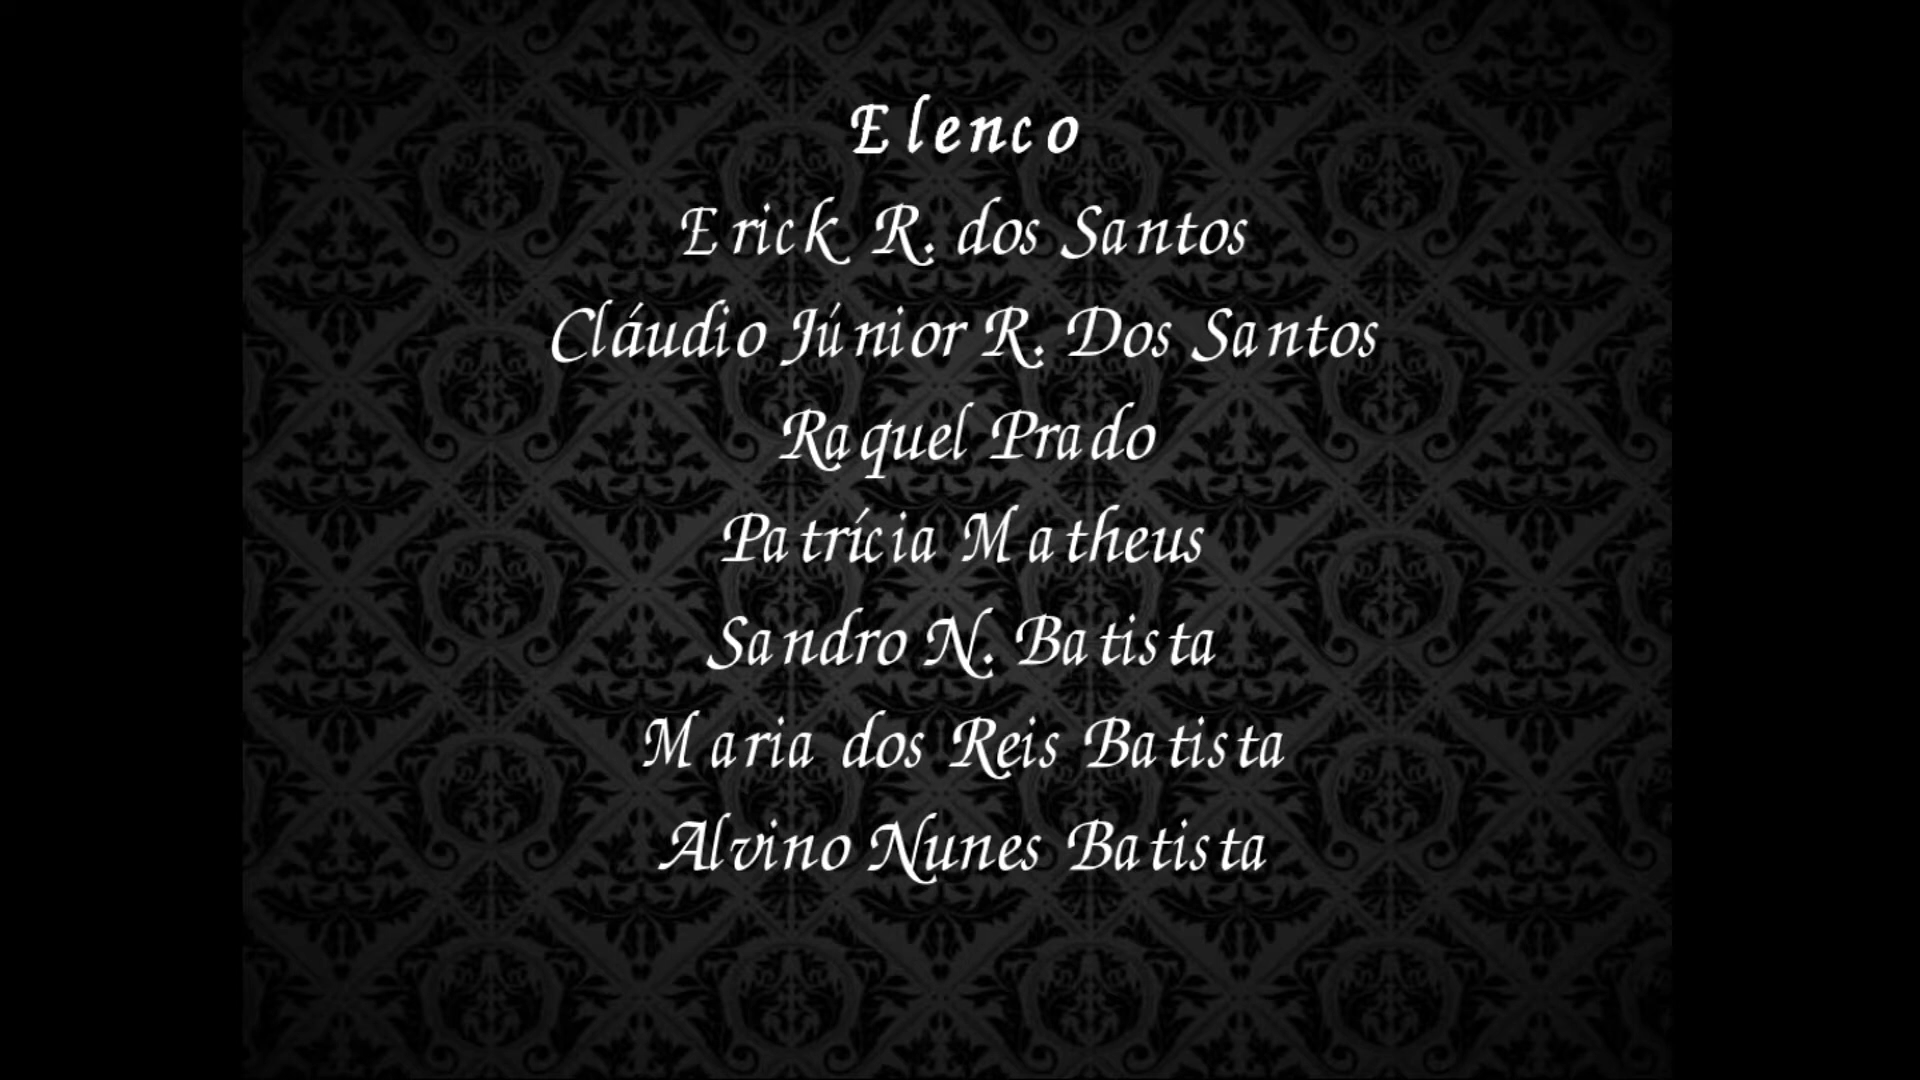 Elenco
Erick R. dos Santos
Cláudio Júnior R. Dos Santos
Raquel Prado
Patrícia Matheus
Sandro N. Batista
Maria dos Reis Batista
Alvino Nunes Batista